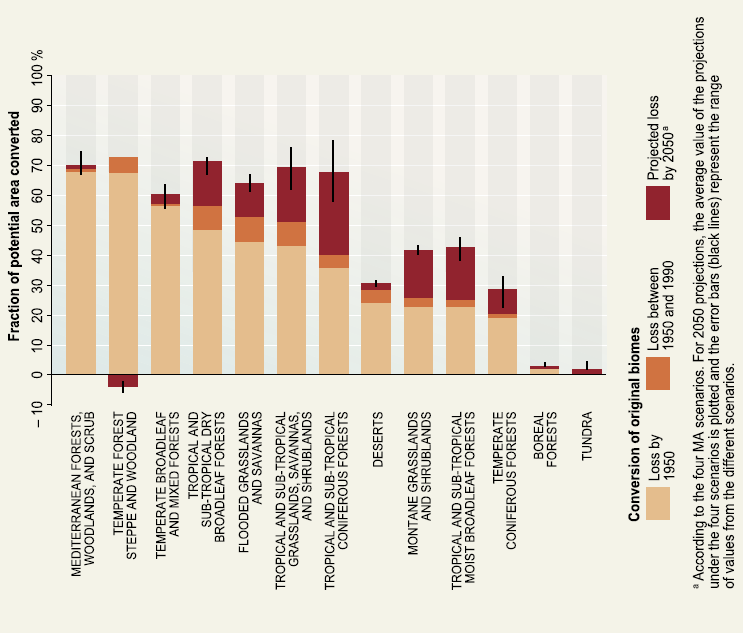 Fraction of potential area converted
100 %
90
80
70
60
50
40
30
20
10
0
– 10
MEDITERRANEAN FORESTS,
WOODLANDS, AND SCRUB
TEMPERATE FOREST
STEPPE AND WOODLAND
TEMPERATE BROADLEAF
AND MIXED FORESTS
TROPICAL AND
SUB-TROPICAL DRY
BROADLEAF FORESTS
FLOODED GRASSLANDS
AND SAVANNAS
TROPICAL AND SUB-TROPICAL
GRASSLANDS, SAVANNAS,
AND SHRUBLANDS
TROPICAL AND SUB-TROPICAL
CONIFEROUS FORESTS
DESERTS
MONTANE GRASSLANDS
AND SHRUBLANDS
TROPICAL AND SUB-TROPICAL
MOIST BROADLEAF FORESTS
TEMPERATE
CONIFEROUS FORESTS
BOREAL
FORESTS
TUNDRA
Conversion of original biomes
Loss by
1950
Loss between
1950 and 1990
Projected loss
by 2050ª
ª According to the four MA scenarios. For 2050 projections, the average value of the projections
under the four scenarios is plotted and the error bars (black lines) represent the range
of values from the different scenarios.